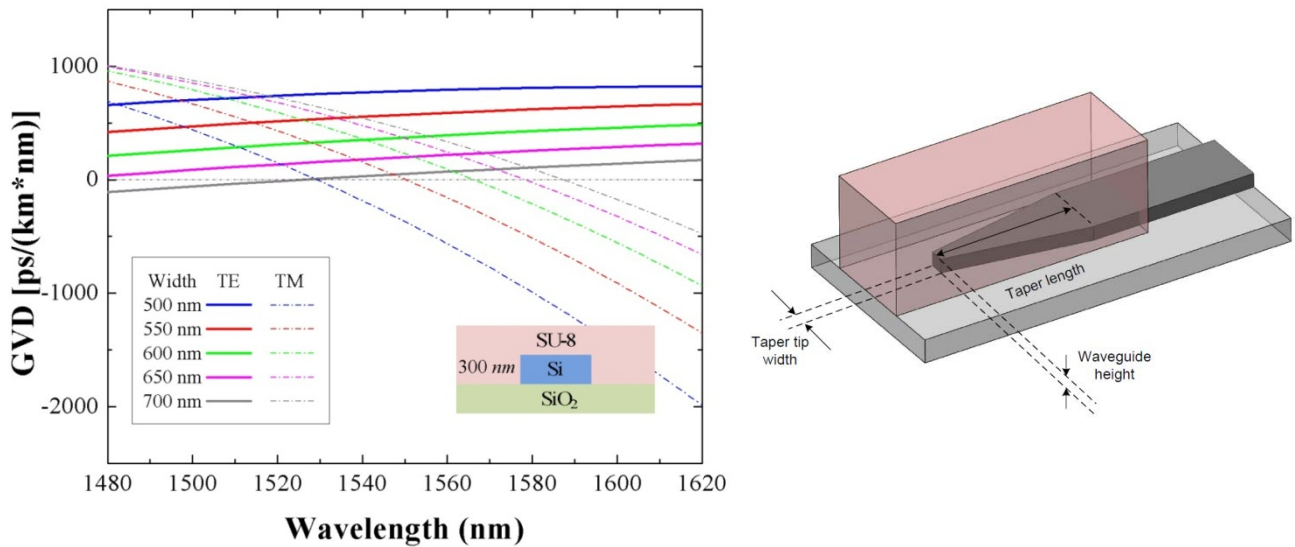 GVD [ps/(km*nm)]
1000
0
-1000
-2000
Width TE TM
500 nm
550 nm
600 nm
650 nm
700 nm
SU-8
300 nm
Si
SiO₂
1480 1500 1520 1540 1560 1580 1600 1620
Wavelength (nm)
Taper length
Taper tip
width
Waveguide
height